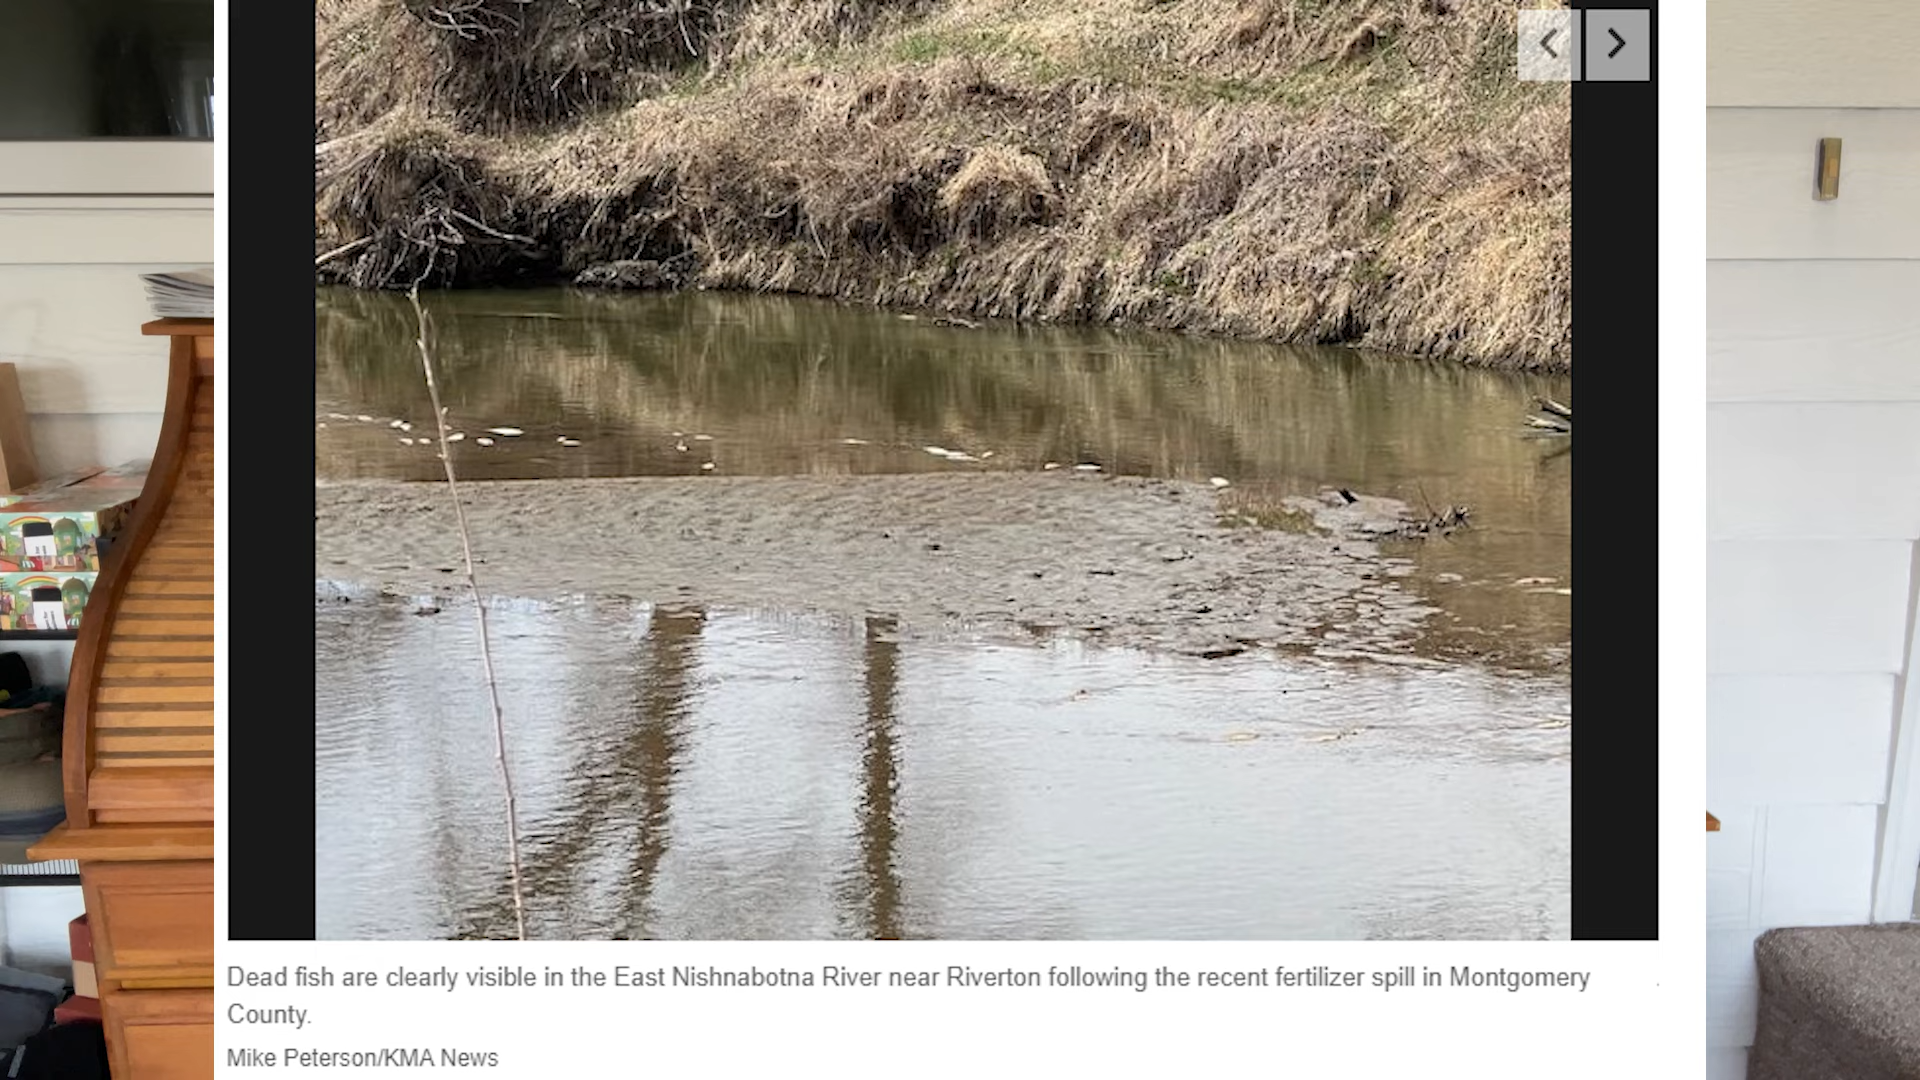 Dead fish are clearly visible in the East Nishnabotna River near Riverton following the recent fertilizer spill in Montgomery
County.
Mike Peterson/KMA News